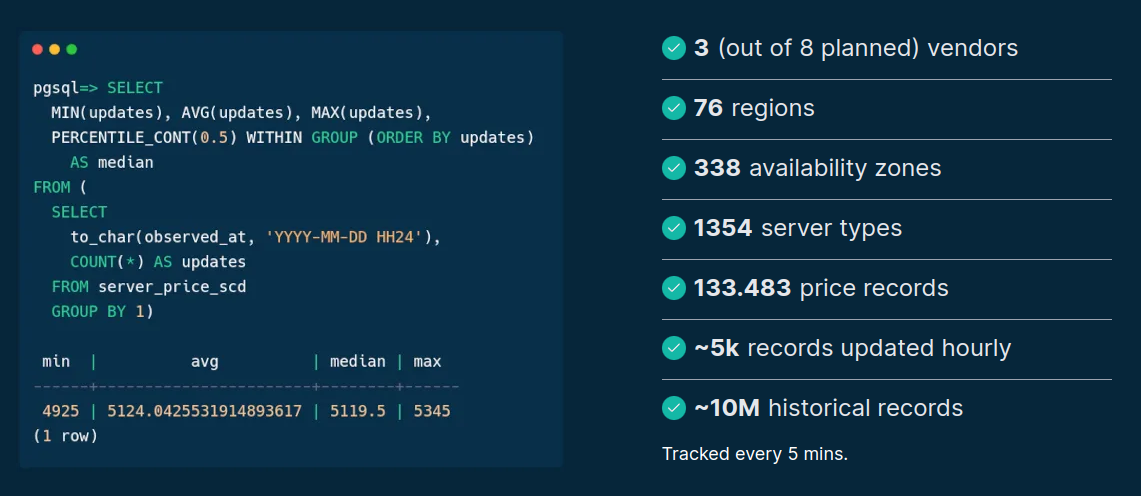 pgsql=> SELECT
  MIN(updates), AVG(updates), MAX(updates),
  PERCENTILE_CONT(0.5) WITHIN GROUP (ORDER BY updates)
    AS median
FROM (
  SELECT
    to_char(observed_at, 'YYYY-MM-DD HH24'),
    COUNT(*) AS updates
  FROM server_price_scd
  GROUP BY 1)
 min  |         avg           | median | max
------+-----------------------+--------+------
 4925 | 5124.0425531914893617 | 5119.5 | 5345
(1 row)
3 (out of 8 planned) vendors
76 regions
338 availability zones
1354 server types
133.483 price records
~5k records updated hourly
~10M historical records
Tracked every 5 mins.